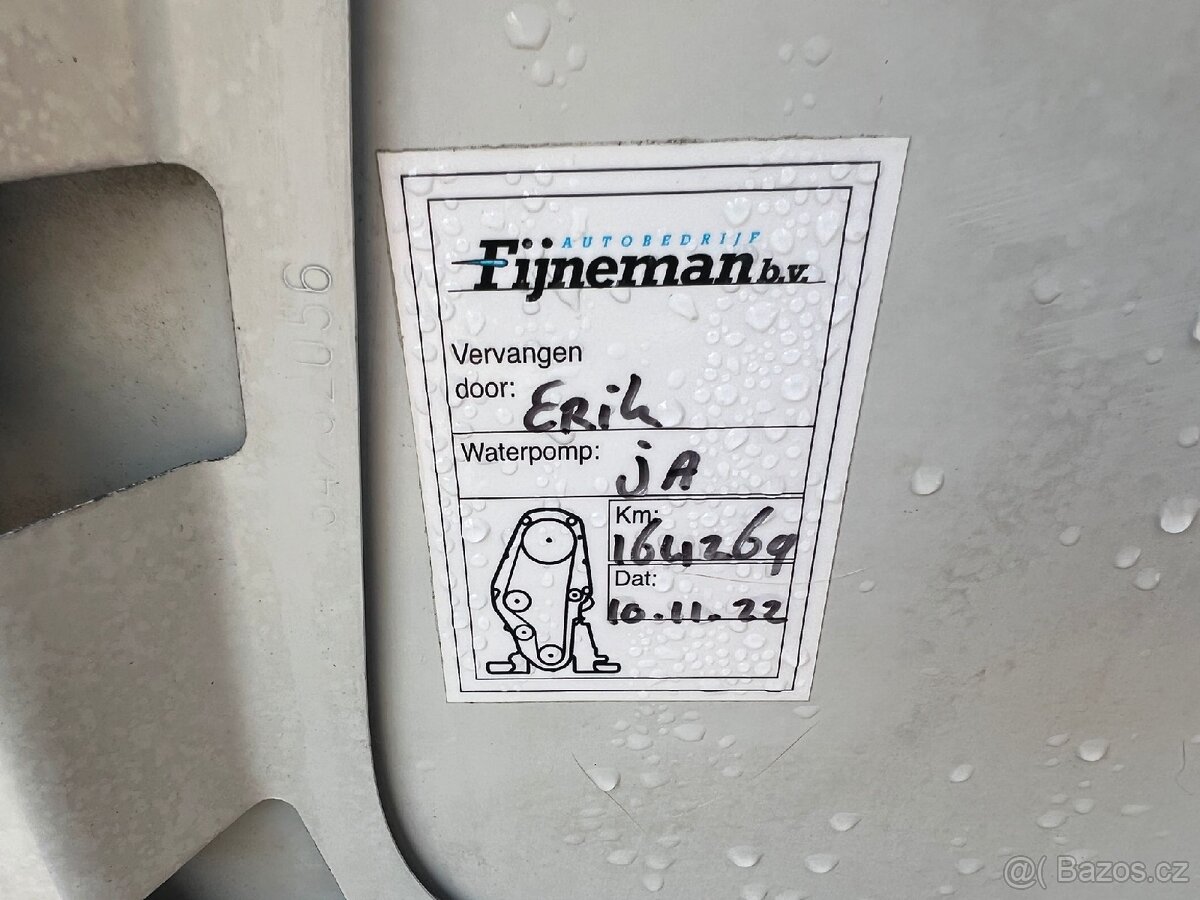 AUTOBEDRIJF
Fijneman b.v.
Vervangen
door: ERik
Waterpomp: jA
Km:
164269
Dat:
10.11.22
@( Bazos.cz